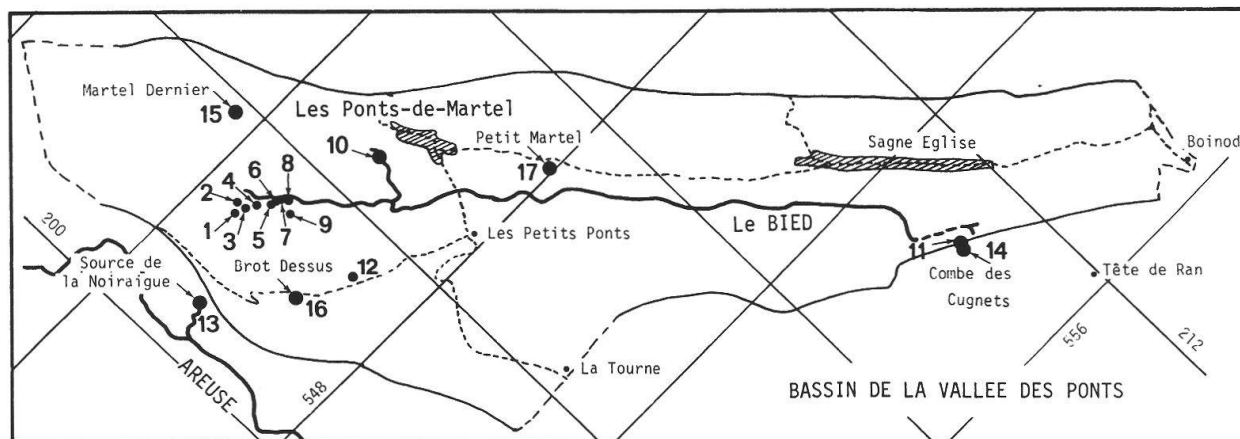 Martel Dernier
15
Les Ponts-de-Martel
10
Petit Martel
17
Sagne Eglise
Boinod
8
6
4
2
1
3
5
7
9
Le BIED
11
14
Combe des
Cugnets
Tête de Ran
200
Source de
la Noiraigue
13
Brot Dessus
16
12
Les Petits Ponts
La Tourne
AREUSE
548
556
212
BASSIN DE LA VALLEE DES PONTS